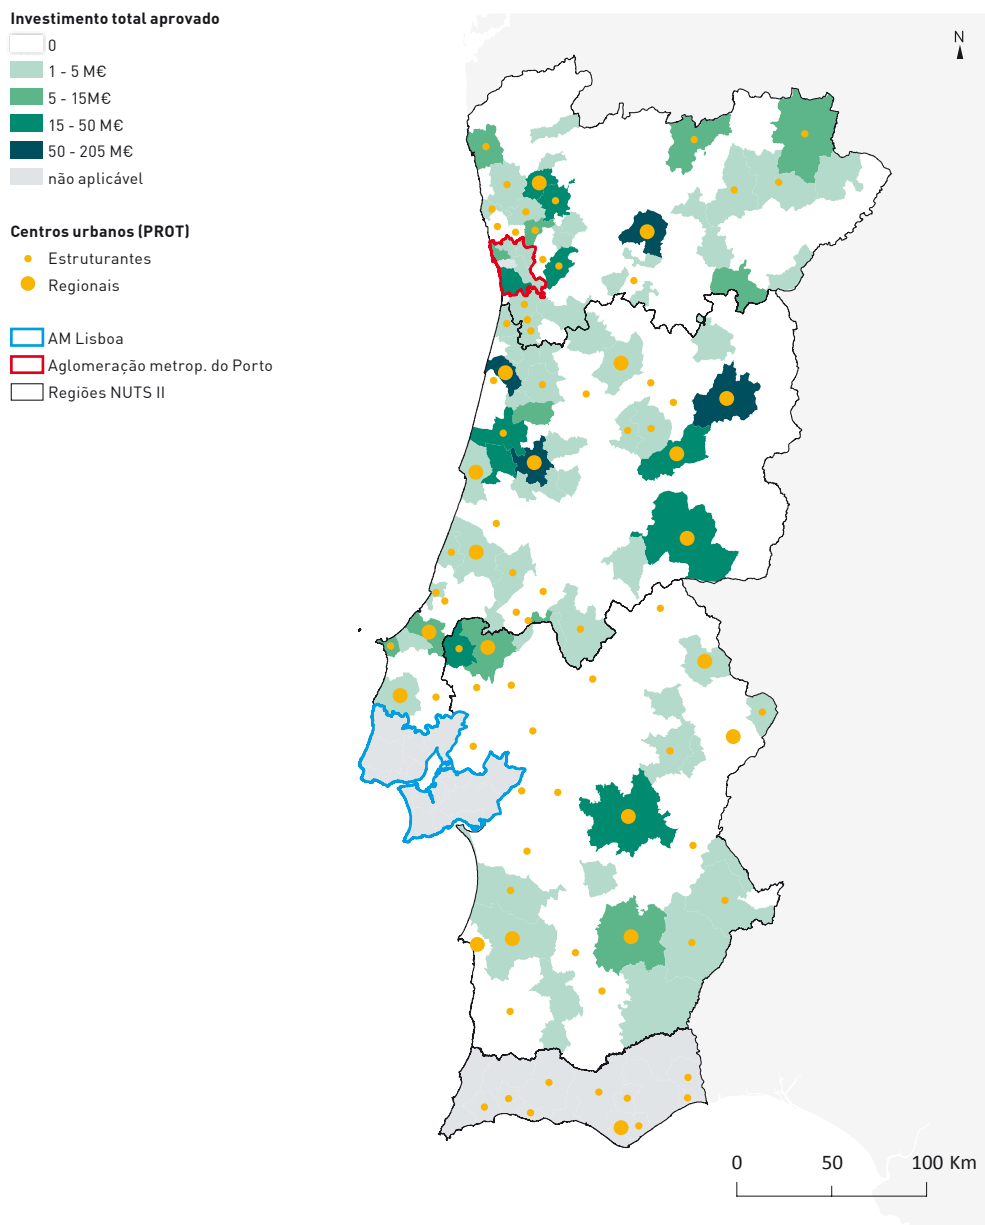 Investimento total aprovado
0
1 - 5 M€
5 - 15M€
15 - 50 M€
50 - 205 M€
não aplicável
Centros urbanos (PROT)
Estruturantes
Regionais
AM Lisboa
Aglomeração metrop. do Porto
Regiões NUTS II
N
0 50 100 Km